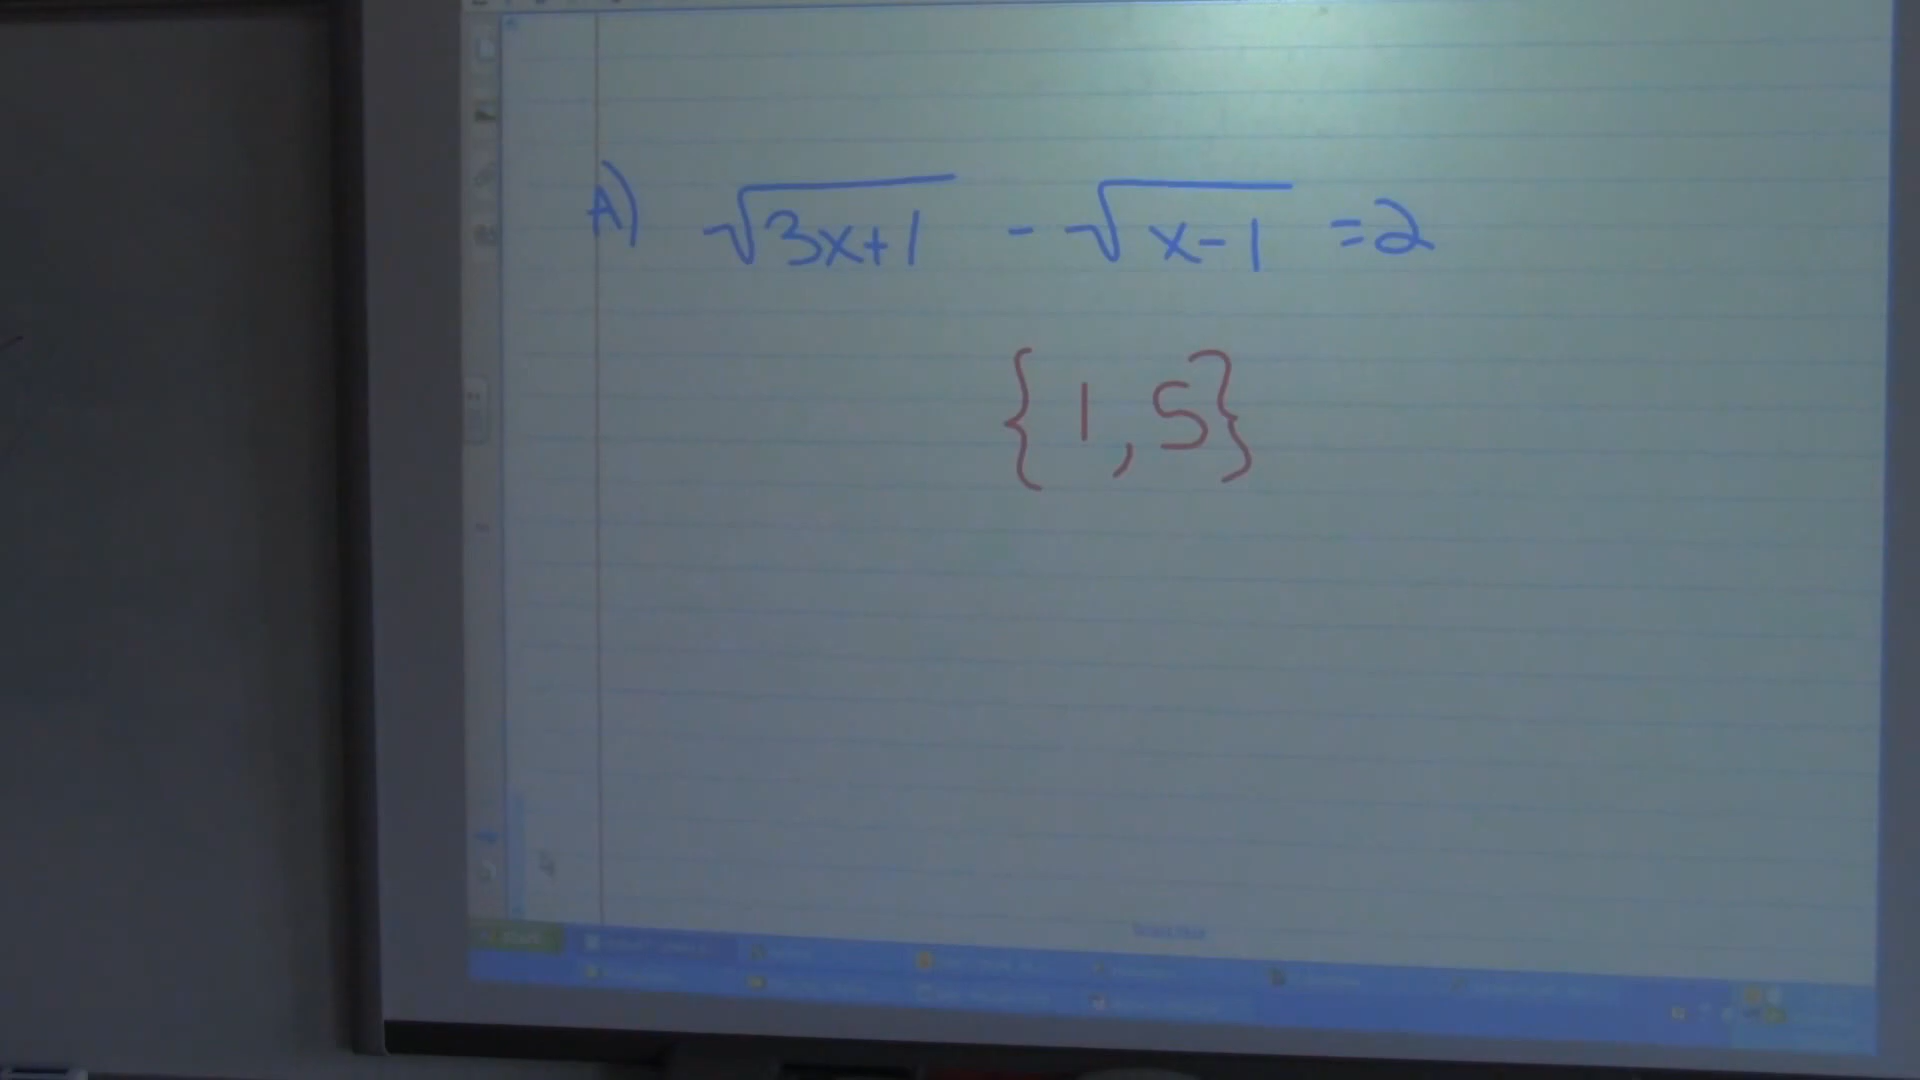 A) √3x+1 - √x-1 =2
{1,5}